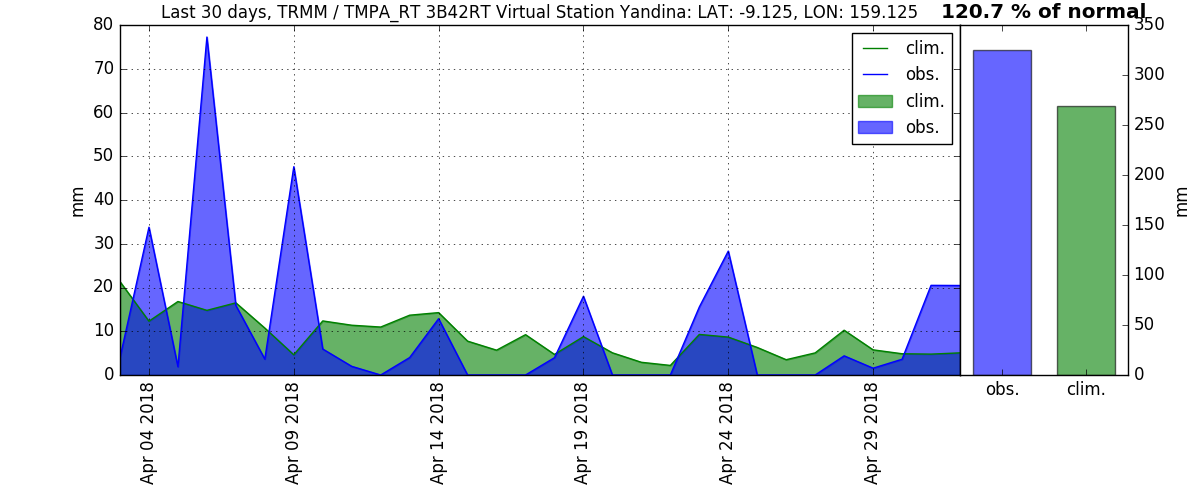 Last 30 days, TRMM / TMPA_RT 3B42RT Virtual Station Yandina: LAT: -9.125, LON: 159.125
120.7 % of normal
80
70
60
50
40
30
20
10
0
mm
clim.
obs.
clim.
obs.
Apr 04 2018
Apr 09 2018
Apr 14 2018
Apr 19 2018
Apr 24 2018
Apr 29 2018
350
300
250
200
150
100
50
0
mm
obs.
clim.